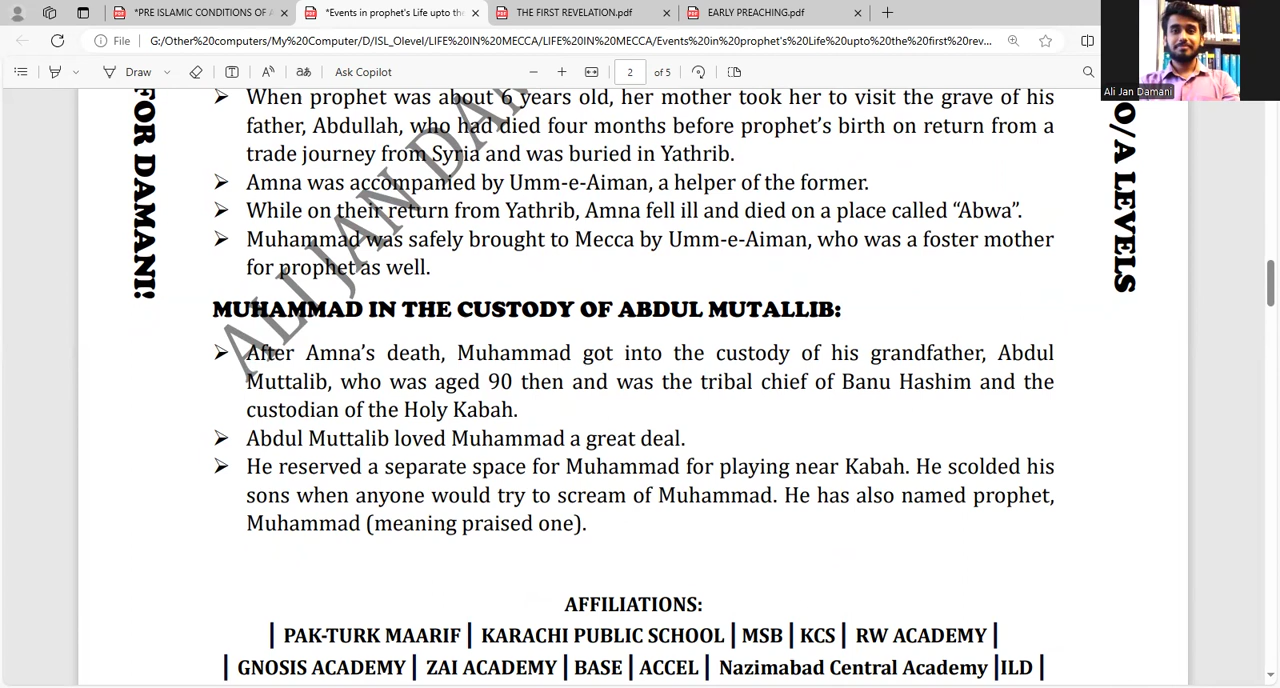 *PRE ISLAMIC CONDITIONS OF A
*Events in prophet's Life upto the
THE FIRST REVELATION.pdf
EARLY PREACHING.pdf
File
G:/Other%20computers/My%20Computer/D/ISL_Olevel/LIFE%20IN%20MECCA/LIFE%20IN%20MECCA/Events%20in%20prophet's%20Life%20upto%20the%20first%20rev...
Draw
Ask Copilot
2 of 5
Ali Jan Damani
FOR DAMANI!
O/A LEVELS
ALI JAN DA
➢ When prophet was about 6 years old, her mother took her to visit the grave of his
father, Abdullah, who had died four months before prophet's birth on return from a
trade journey from Syria and was buried in Yathrib.
➢ Amna was accompanied by Umm-e-Aiman, a helper of the former.
➢ While on their return from Yathrib, Amna fell ill and died on a place called “Abwa”.
➢ Muhammad was safely brought to Mecca by Umm-e-Aiman, who was a foster mother
for prophet as well.
MUHAMMAD IN THE CUSTODY OF ABDUL MUTALLIB:
➢ After Amna's death, Muhammad got into the custody of his grandfather, Abdul
Muttalib, who was aged 90 then and was the tribal chief of Banu Hashim and the
custodian of the Holy Kabah.
➢ Abdul Muttalib loved Muhammad a great deal.
➢ He reserved a separate space for Muhammad for playing near Kabah. He scolded his
sons when anyone would try to scream of Muhammad. He has also named prophet,
Muhammad (meaning praised one).
AFFILIATIONS:
| PAK-TURK MAARIF | KARACHI PUBLIC SCHOOL | MSB | KCS | RW ACADEMY |
| GNOSIS ACADEMY | ZAI ACADEMY | BASE | ACCEL | Nazimabad Central Academy |ILD |